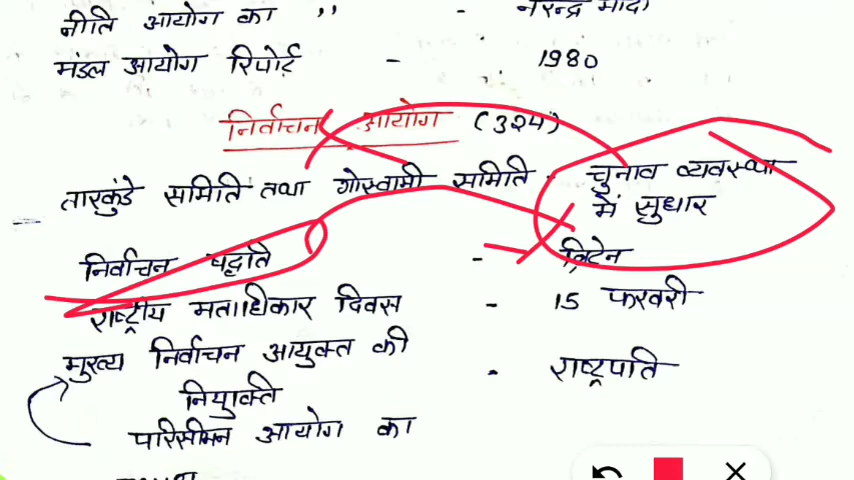 नीति आयोग का ,, - नरेन्द्र मोदी
मंडल आयोग रिपोर्ट - 1980
निर्वाचन आयोग (324)
तारकुंडे समिति तथा गोस्वामी समिति - चुनाव व्यवस्था
में सुधार
निर्वाचन पद्धति - ब्रिटेन
राष्ट्रीय मताधिकार दिवस - 15 फरवरी
मुख्य निर्वाचन आयुक्त की
नियुक्ति - राष्ट्रपति
परिसीमन आयोग का